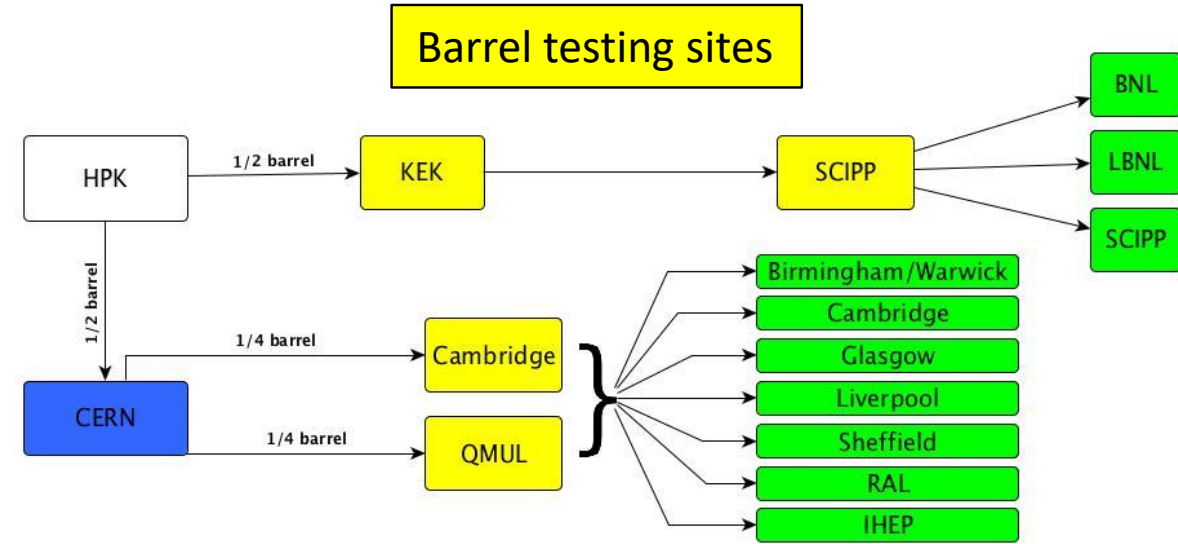 Barrel testing sites
HPK
1/2 barrel
KEK
SCIPP
BNL
LBNL
SCIPP
1/2 barrel
CERN
1/4 barrel
Cambridge
1/4 barrel
QMUL
Birmingham/Warwick
Cambridge
Glasgow
Liverpool
Sheffield
RAL
IHEP